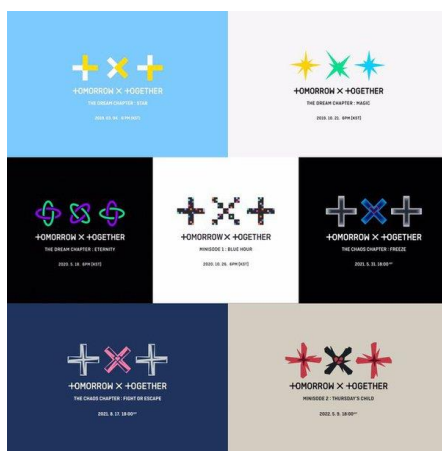 +OMORROW X +OGETHER
THE DREAM CHAPTER : STAR
2019. 03. 04. 6PM [KST]
+OMORROW X +OGETHER
THE DREAM CHAPTER : MAGIC
2019. 10. 21. 6PM [KST]
+OMORROW X +OGETHER
THE DREAM CHAPTER : ETERNITY
2020. 5. 18. 6PM [KST]
+OMORROW X +OGETHER
MINISODE 1 : BLUE HOUR
2020. 10. 26. 6PM [KST]
+OMORROW X +OGETHER
THE CHAOS CHAPTER : FREEZE
2021. 5. 31. 18:00
+OMORROW X +OGETHER
THE CHAOS CHAPTER : FIGHT OR ESCAPE
2021. 8. 17. 18:00
+OMORROW X +OGETHER
MINISODE 2 : THURSDAY'S CHILD
2022. 5. 9. 18:00